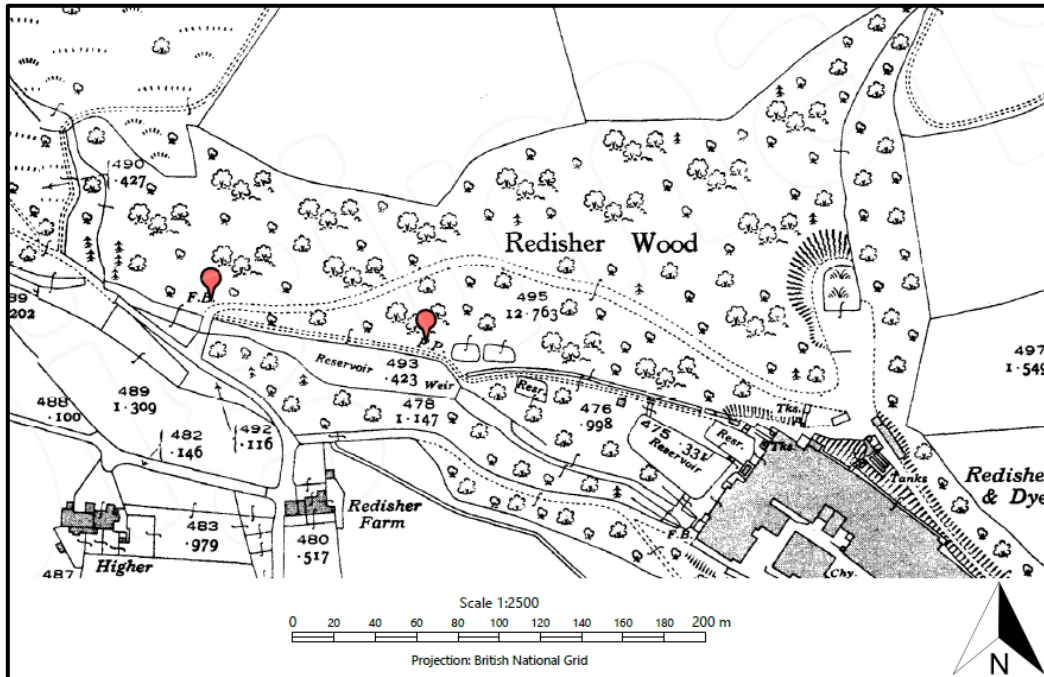 490
.427
Redisher Wood
F.B.
495
12.763
89
202
P.
497
1.549
Reservoir
493
.423
Weir
Resr.
489
1.309
488
.100
478
1.147
476
.998
Tks.
475 .331
Reservoir
Resr.
Tks.
492
.116
482
.146
Tanks
Redishe
& Dye
Redisher
Farm
483
.979
480
.517
F.B.
487
Higher
Chy.
Scale 1:2500
0 20 40 60 80 100 120 140 160 180 200 m
Projection: British National Grid
N